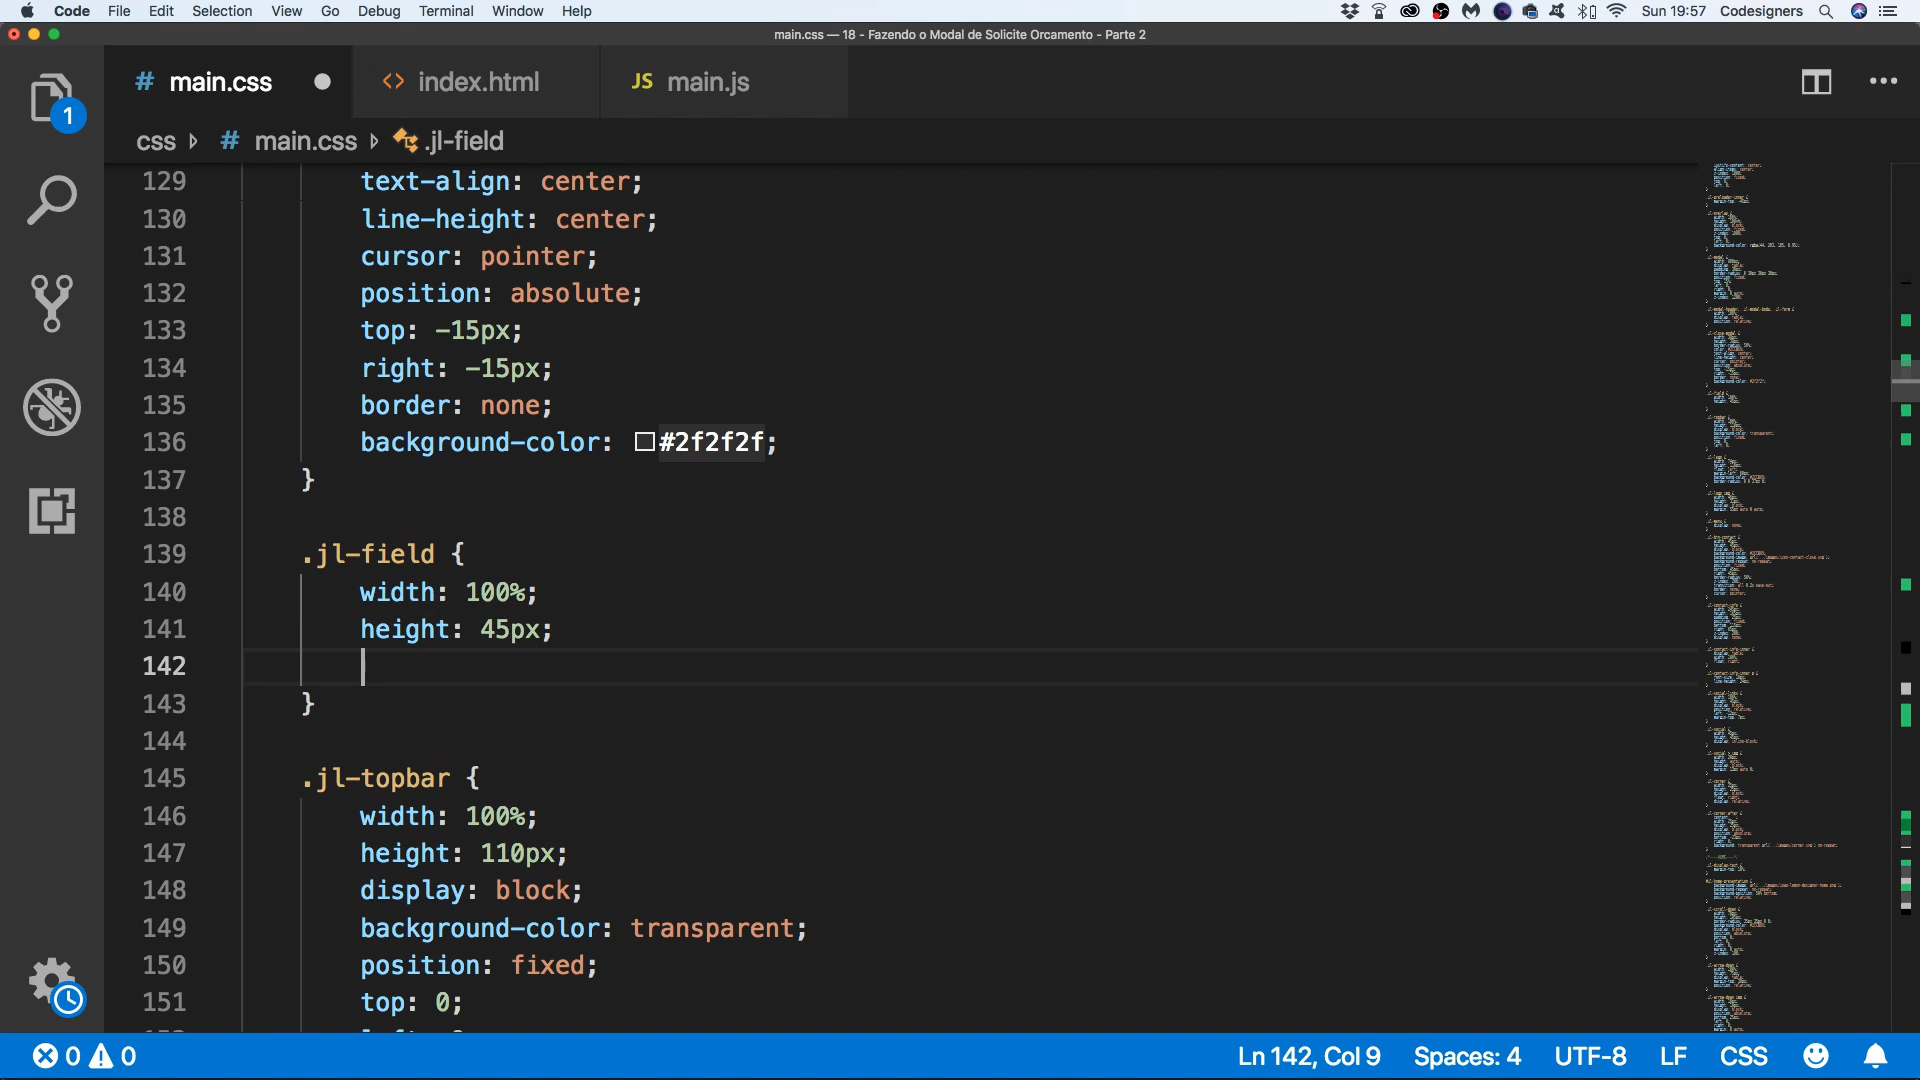 Code File Edit Selection View Go Debug Terminal Window Help Sun 19:57 Codesigners
main.css — 18 - Fazendo o Modal de Solicite Orcamento - Parte 2
# main.css <> index.html JS main.js
1
css # main.css .jl-field
129 text-align: center;
130 line-height: center;
131 cursor: pointer;
132 position: absolute;
133 top: -15px;
134 right: -15px;
135 border: none;
136 background-color: #2f2f2f;
137 }
138
139 .jl-field {
140 width: 100%;
141 height: 45px;
142
143 }
144
145 .jl-topbar {
146 width: 100%;
147 height: 110px;
148 display: block;
149 background-color: transparent;
150 position: fixed;
151 top: 0;
0 0 Ln 142, Col 9 Spaces: 4 UTF-8 LF CSS